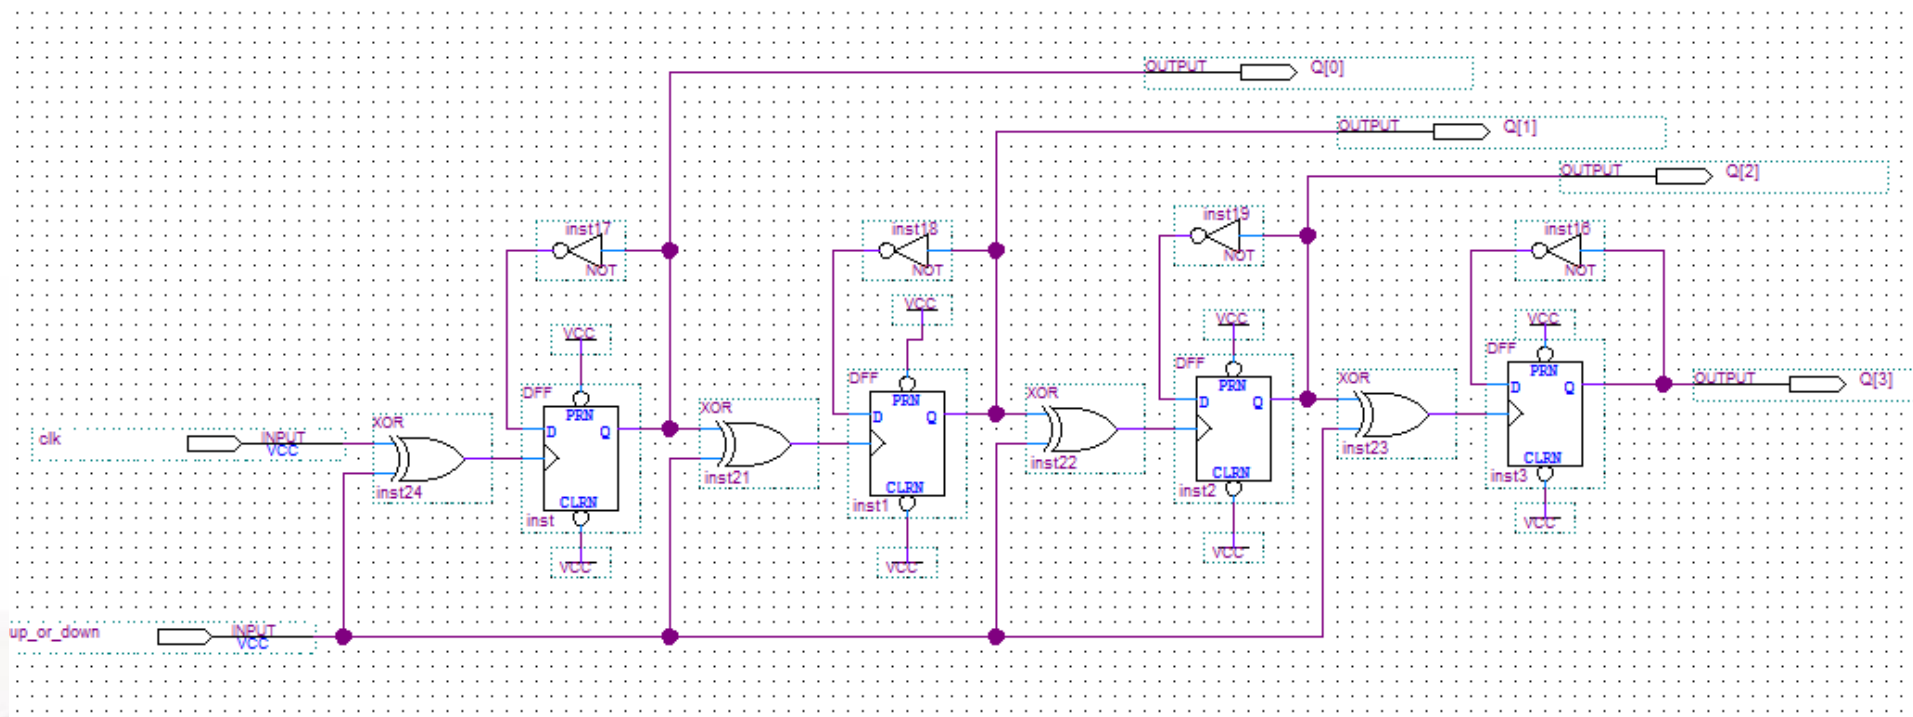 OUTPUT Q[0]
OUTPUT Q[1]
OUTPUT Q[2]
inst17
NOT
inst18
NOT
inst19
NOT
inst16
NOT
VCC
VCC
VCC
VCC
DFF
PRN
D Q
CLRN
inst
VCC
DFF
PRN
D Q
CLRN
inst1
VCC
DFF
PRN
D Q
CLRN
inst2
VCC
DFF
PRN
D Q
CLRN
inst3
VCC
OUTPUT Q[3]
clk INPUT
VCC
XOR
inst24
XOR
inst21
XOR
inst22
XOR
inst23
up_or_down INPUT
VCC